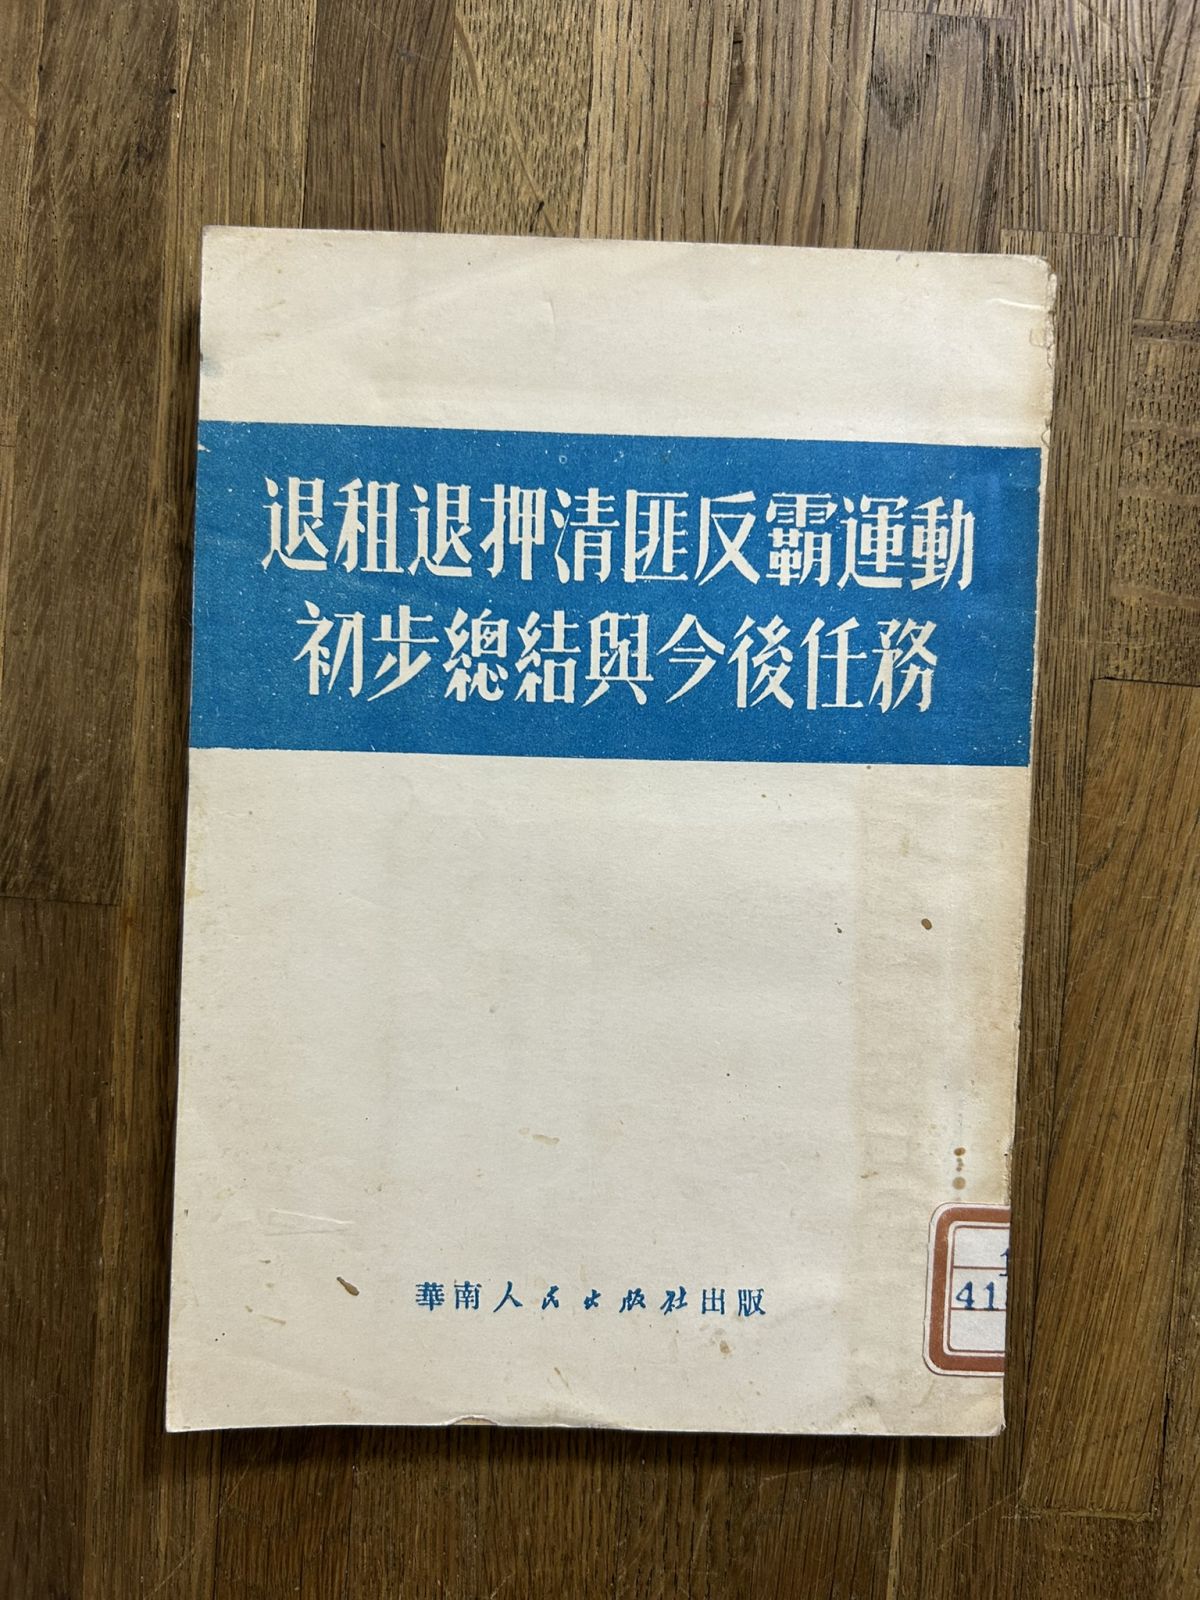 退租退押清匪反霸運動
初步總結與今後任務
華南人民出版社出版
41